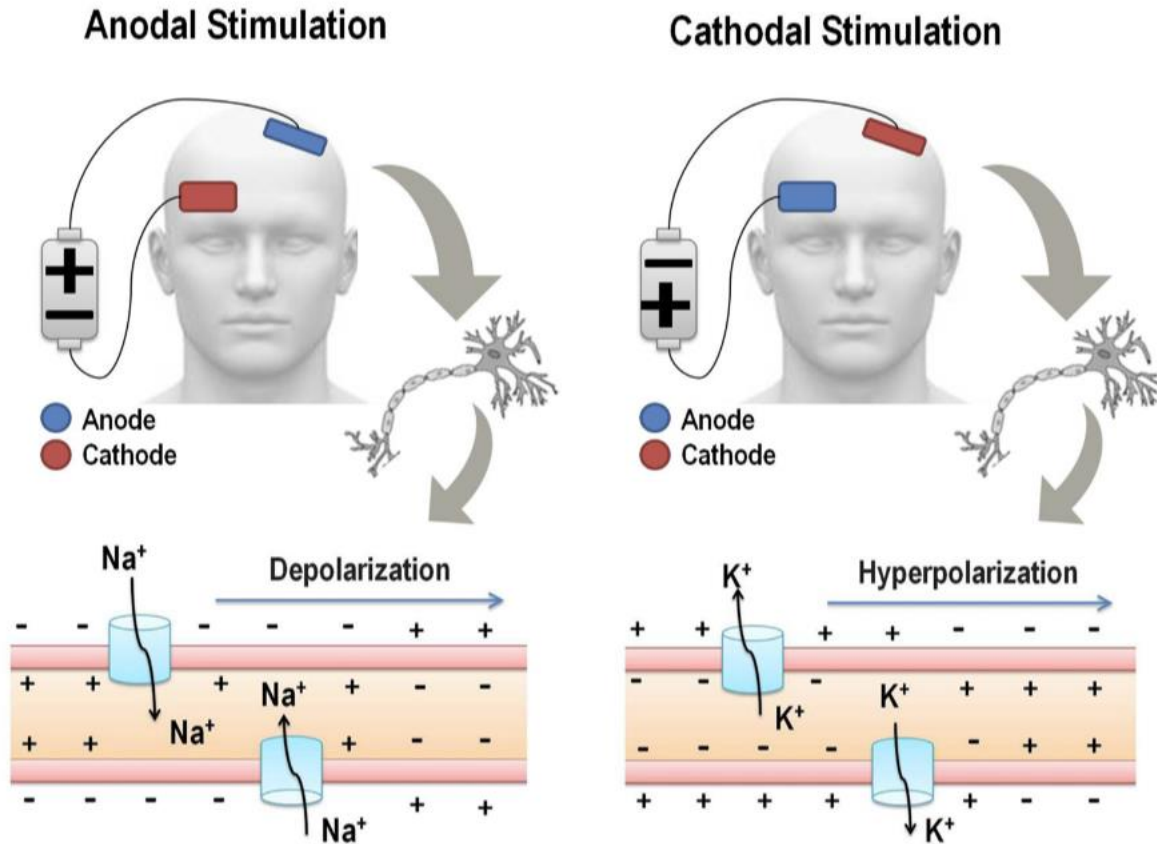 Anodal Stimulation
Cathodal Stimulation
+
−
−
+
Anode
Cathode
Anode
Cathode
Na⁺
Depolarization
- - - - - + +
+ + + Na⁺ + - -
Na⁺
+ + + - -
- - - - + +
Na⁺
K⁺
Hyperpolarization
+ + + + - - -
- - - K⁺ + + +
K⁺
- - - - - + +
+ + + + + - -
K⁺